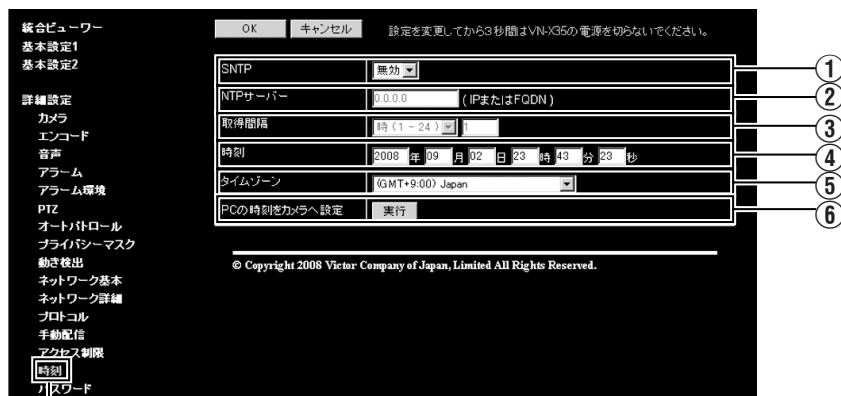 統合ビューワー
基本設定1
基本設定2
詳細設定
カメラ
エンコード
音声
アラーム
アラーム環境
PTZ
オートパトロール
プライバシーマスク
動き検出
ネットワーク基本
ネットワーク詳細
プロトコル
手動配信
アクセス制限
時刻
パスワード
OK キャンセル 設定を変更してから3秒間はVN-X35の電源を切らないでください。
SNTP 無効 ①
NTPサーバー 0.0.0.0 (IPまたはFQDN) ②
取得間隔 時(1-24) 1 ③
時刻 2008 年 09 月 02 日 23 時 43 分 23 秒 ④
タイムゾーン (GMT+9:00) Japan ⑤
PCの時刻をカメラへ設定 実行 ⑥
© Copyright 2008 Victor Company of Japan, Limited All Rights Reserved.